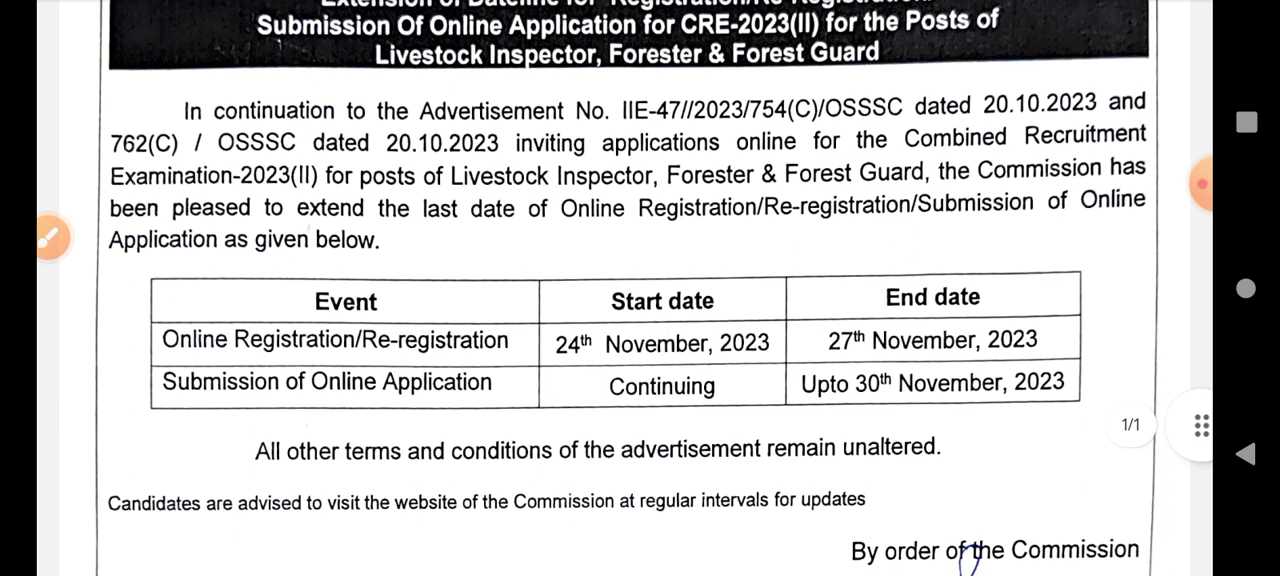 Submission Of Online Application for CRE-2023(II) for the Posts of
Livestock Inspector, Forester & Forest Guard
In continuation to the Advertisement No. IIE-47//2023/754(C)/OSSSC dated 20.10.2023 and
762(C) / OSSSC dated 20.10.2023 inviting applications online for the Combined Recruitment
Examination-2023(II) for posts of Livestock Inspector, Forester & Forest Guard, the Commission has
been pleased to extend the last date of Online Registration/Re-registration/Submission of Online
Application as given below.
Event Start date End date
Online Registration/Re-registration 24th November, 2023 27th November, 2023
Submission of Online Application Continuing Upto 30th November, 2023
1/1
All other terms and conditions of the advertisement remain unaltered.
Candidates are advised to visit the website of the Commission at regular intervals for updates
By order of the Commission